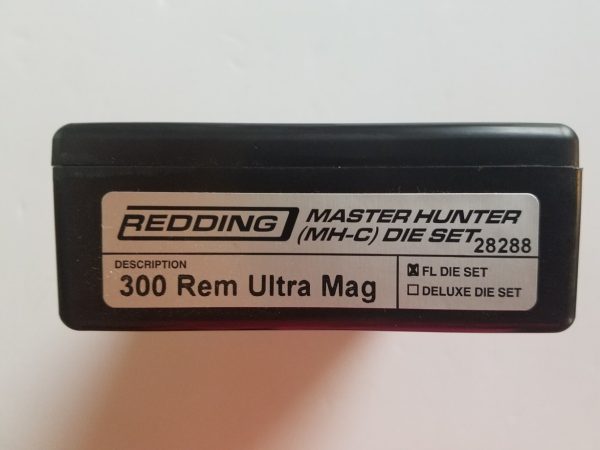 REDDING MASTER HUNTER
(MH-C) DIE SET 28288
DESCRIPTION
300 Rem Ultra Mag
☒ FL DIE SET
☐ DELUXE DIE SET